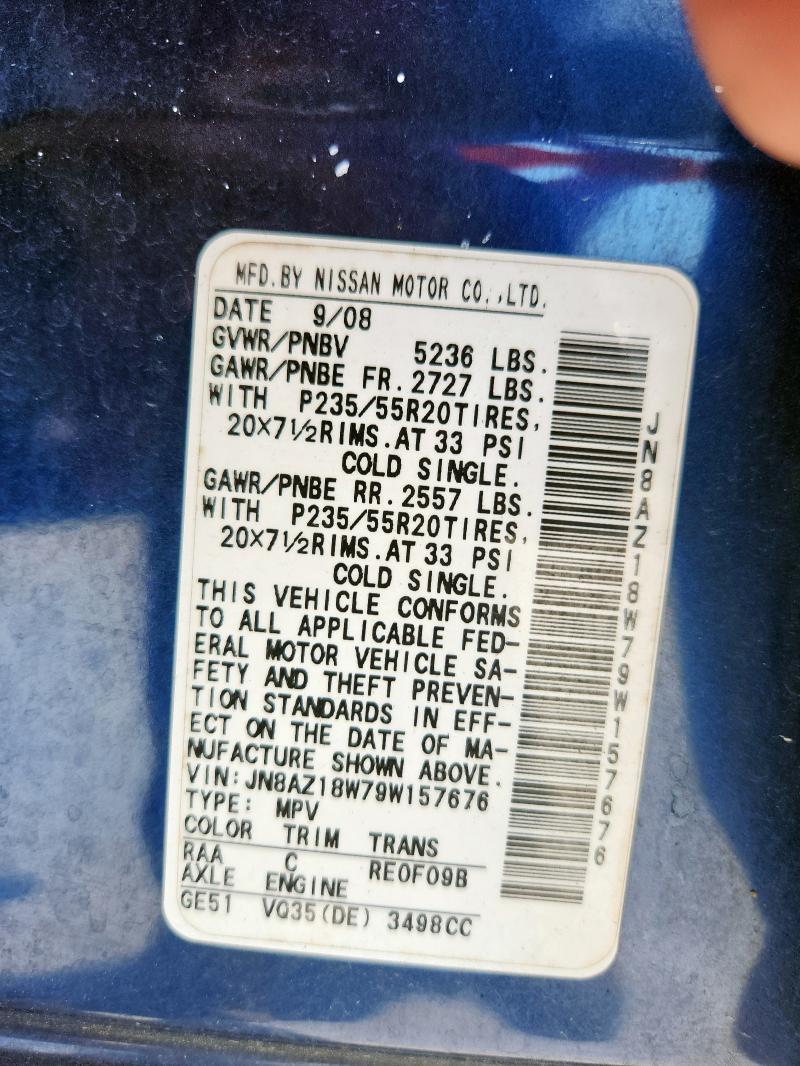 MFD.BY NISSAN MOTOR CO.,LTD.
DATE 9/08
GVWR/PNBV 5236 LBS.
GAWR/PNBE FR.2727 LBS.
WITH P235/55R20TIRES,
20X7½RIMS.AT 33 PSI
COLD SINGLE.
GAWR/PNBE RR.2557 LBS.
WITH P235/55R20TIRES,
20X7½RIMS.AT 33 PSI
COLD SINGLE.
THIS VEHICLE CONFORMS
TO ALL APPLICABLE FED-
ERAL MOTOR VEHICLE SA-
FETY AND THEFT PREVEN-
TION STANDARDS IN EFF-
ECT ON THE DATE OF MA-
NUFACTURE SHOWN ABOVE.
VIN:JN8AZ18W79W157676
TYPE: MPV
COLOR TRIM TRANS
RAA C RE0F09B
AXLE ENGINE
GE51 VQ35(DE) 3498CC
JN8AZ18W79W157676